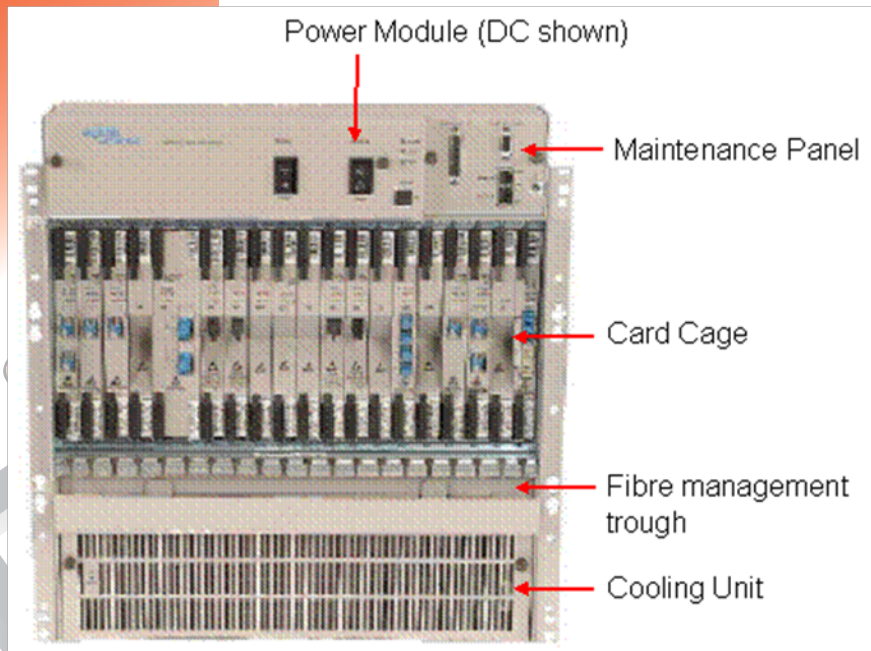 Power Module (DC shown)
Maintenance Panel
Card Cage
Fibre management
trough
Cooling Unit